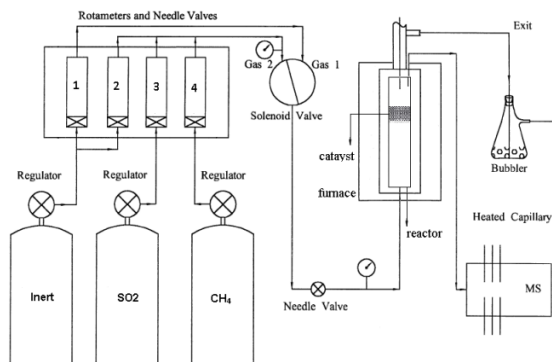 Rotameters and Needle Valves
1
2
3
4
Gas 2
Gas 1
Solenoid Valve
Exit
Bubbler
catayst
furnace
reactor
Regulator
Regulator
Regulator
Heated Capillary
MS
Needle Valve
Inert
SO2
CH₄